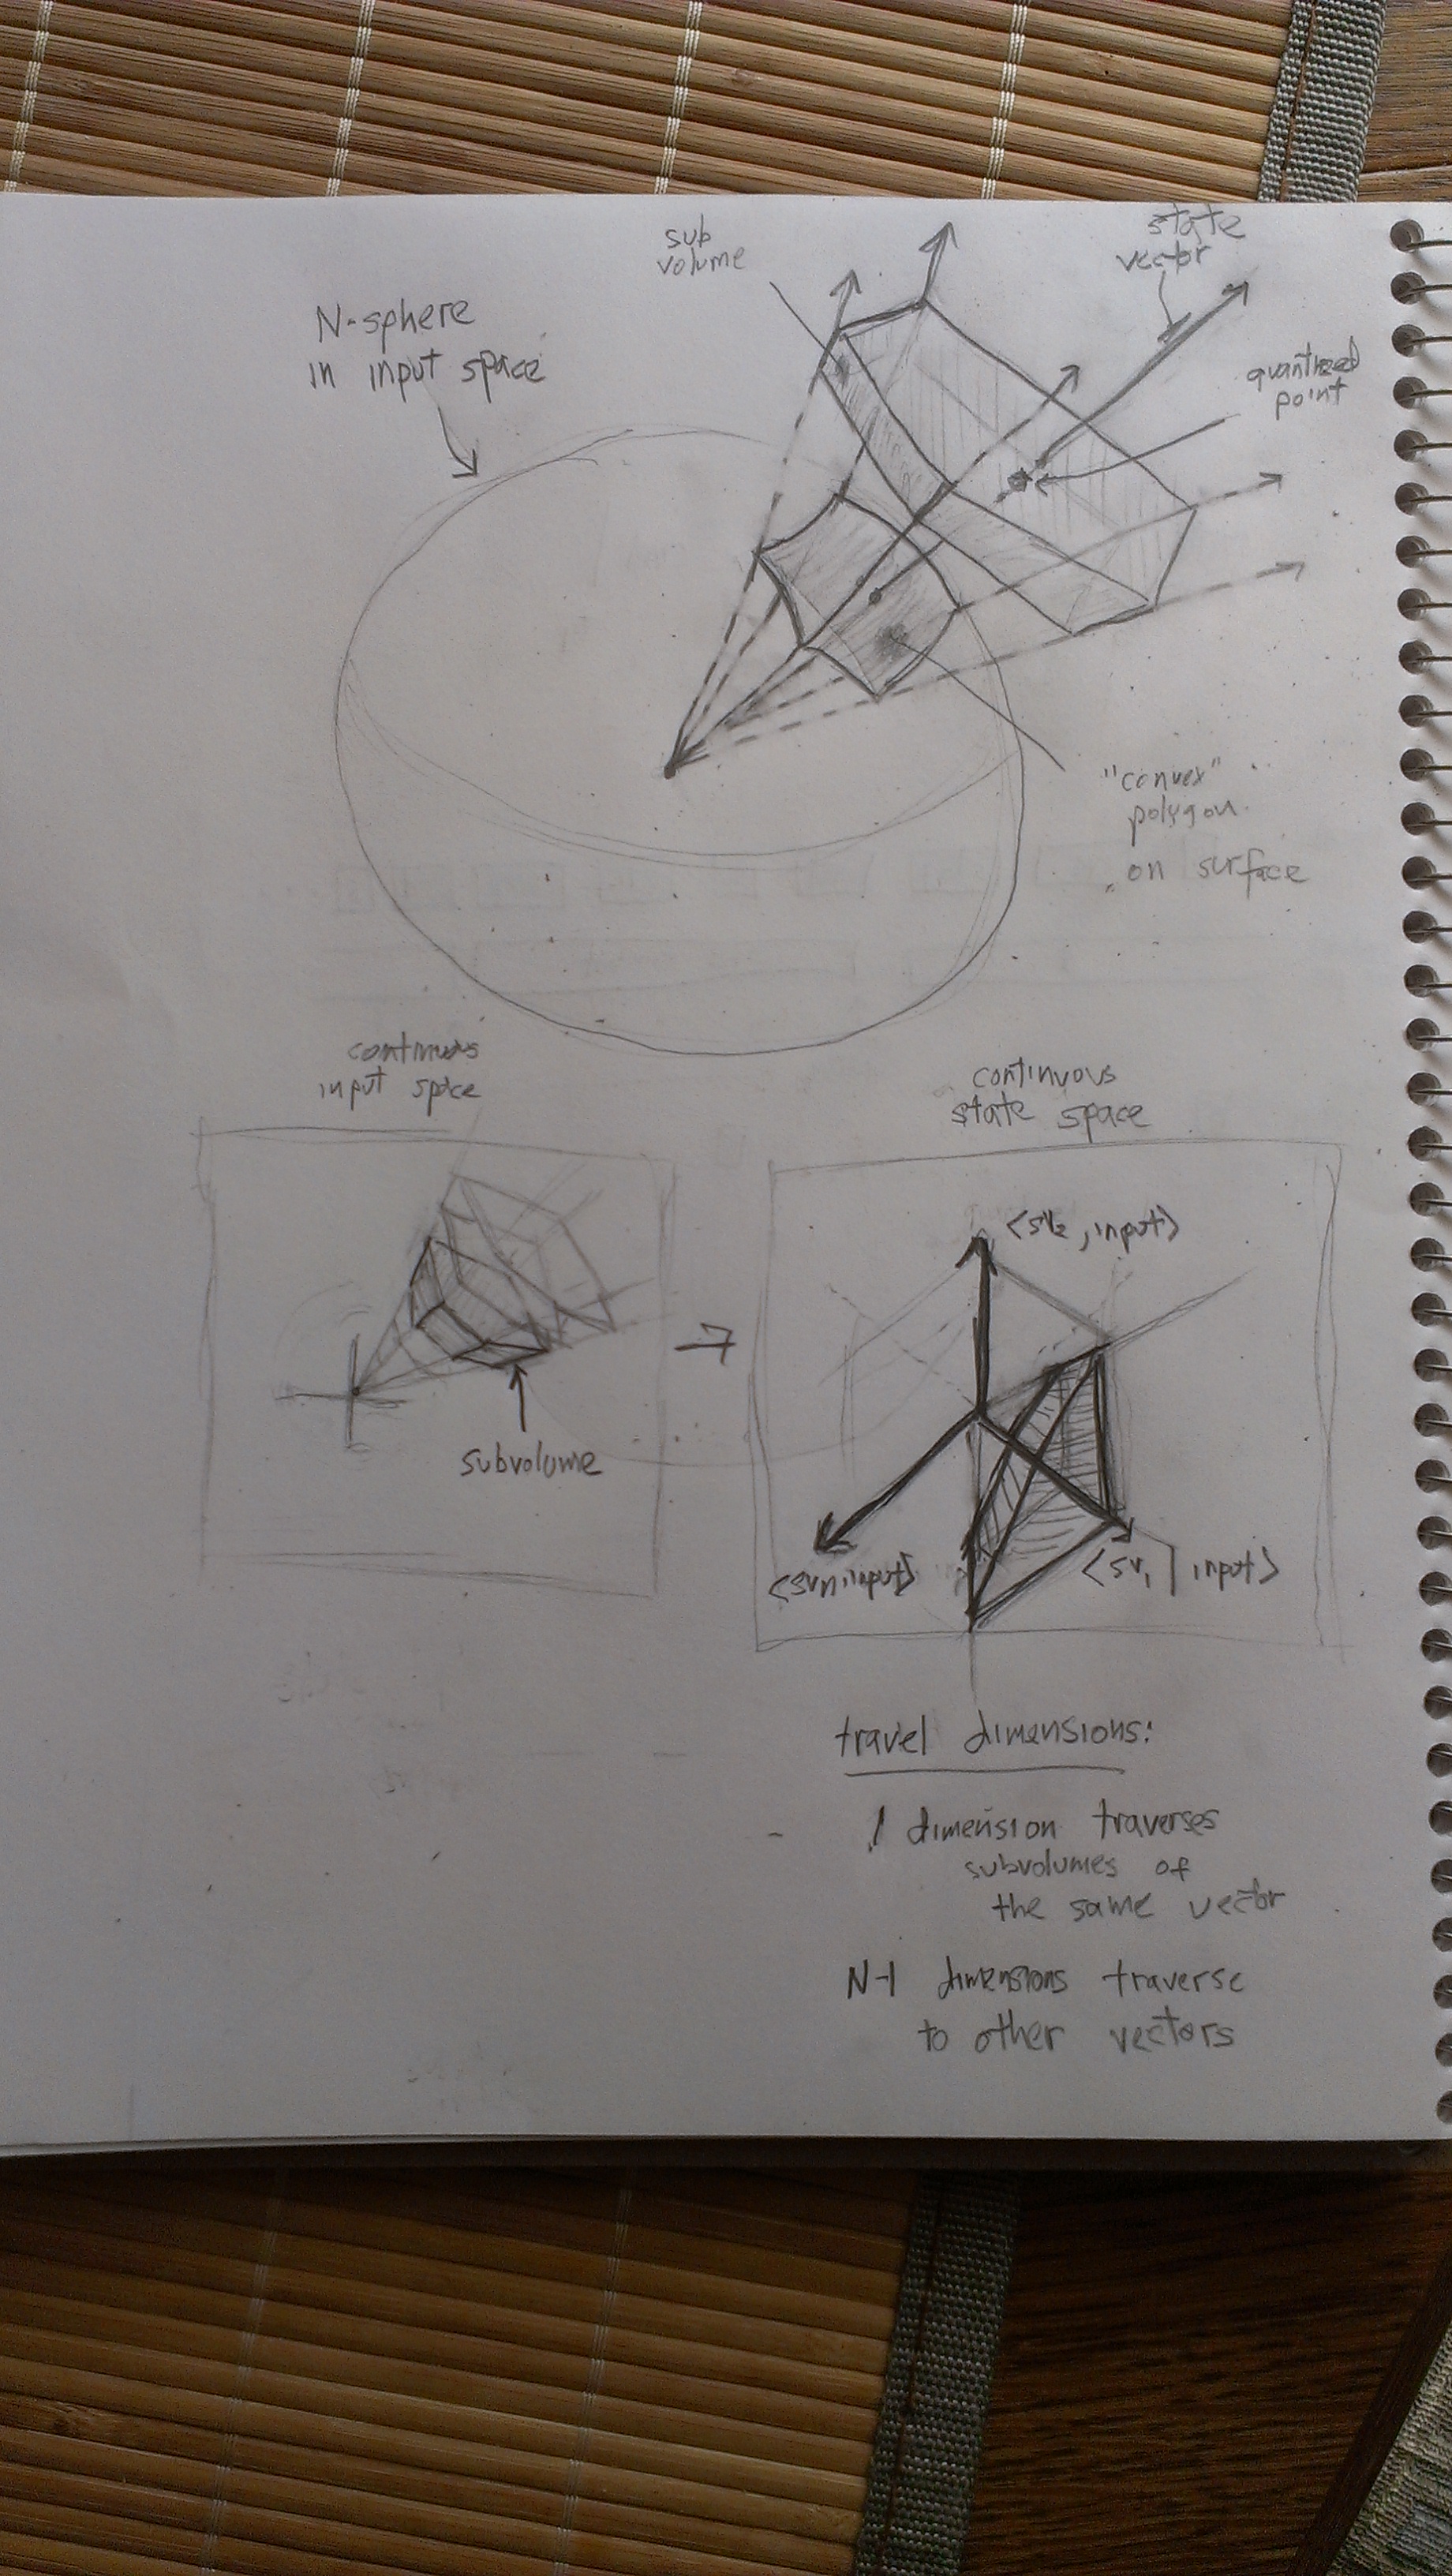 sub
volume
state
vector
N-sphere
in input space
quantized
point
"convex"
polygon
on surface
continuous
input space
continuous
state space
<sv₂, input>
subvolume
<svn, input>
<sv₁ | input>
travel dimensions:
- 1 dimension traverses
subvolumes of
the same vector
N-1 dimensions traverse
to other vectors